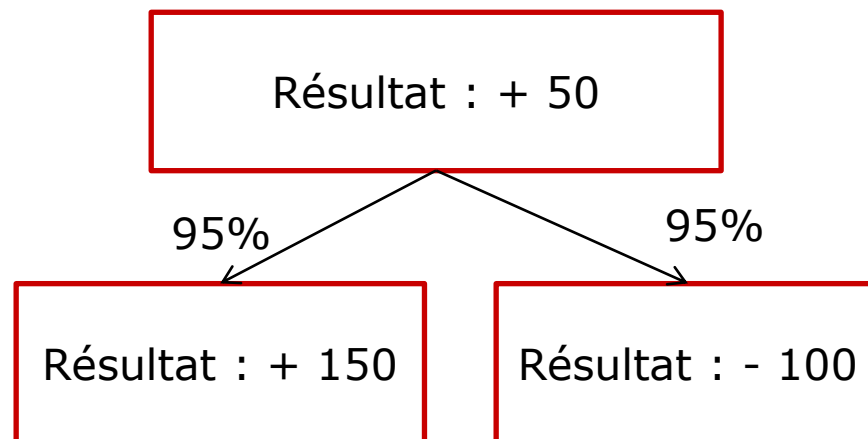 Résultat : + 50
95%
95%
Résultat : + 150
Résultat : - 100